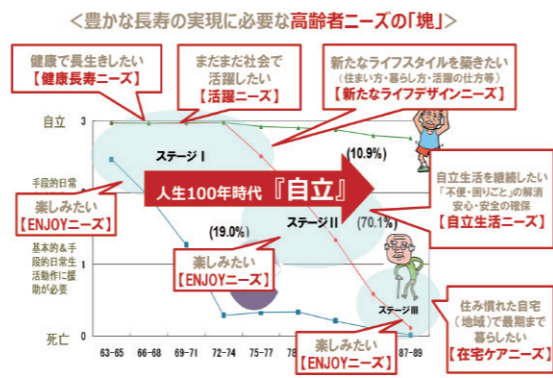 <豊かな長寿の実現に必要な高齢者ニーズの「塊」>
健康で長生きしたい
【健康長寿ニーズ】
まだまだ社会で
活躍したい
【活躍ニーズ】
新たなライフスタイルを築きたい
(住まい方・暮らし方・活躍の仕方等)
【新たなライフデザインニーズ】
自立
3
ステージⅠ
(10.9%)
手段的日常
人生100年時代 『自立』
自立生活を継続したい
「不便・困りごと」の解消
安心・安全の確保
【自立生活ニーズ】
楽しみたい
【ENJOYニーズ】
(19.0%)
ステージⅡ
(70.1%)
基本的&手
段的日常生
活動作に援
助が必要
1
楽しみたい
【ENJOYニーズ】
ステージⅢ
住み慣れた自宅
(地域)で最期まで
暮らしたい
【在宅ケアニーズ】
死亡
0
楽しみたい
【ENJOYニーズ】
63-65
66-68
69-71
72-74
75-77
78
87-89